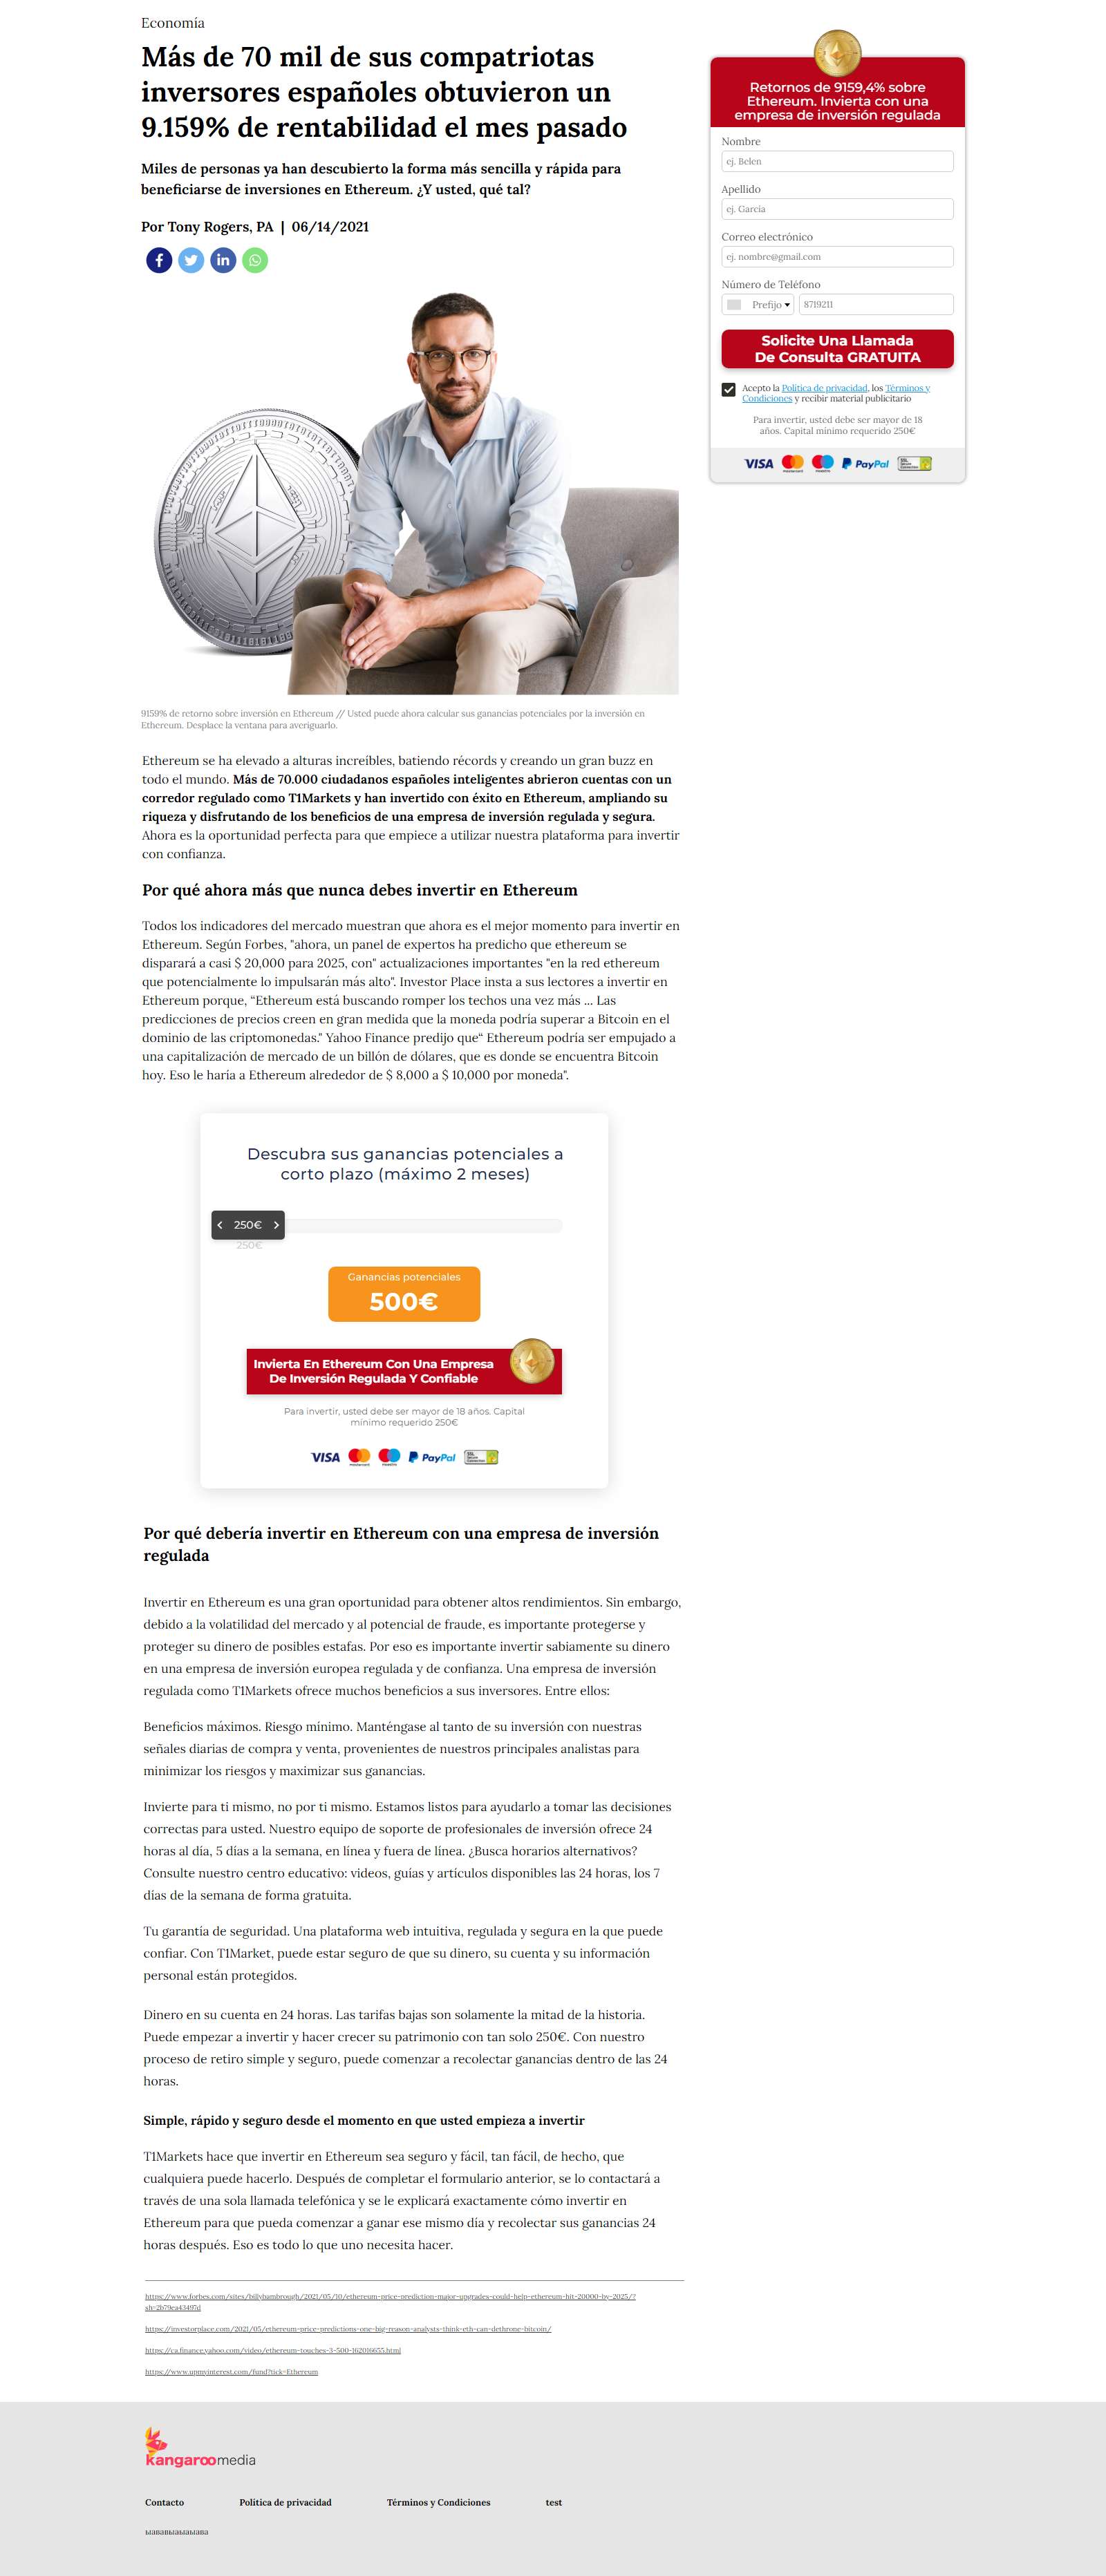 Economía
Más de 70 mil de sus compatriotas
inversores españoles obtuvieron un
9.159% de rentabilidad el mes pasado
Miles de personas ya han descubierto la forma más sencilla y rápida para
beneficiarse de inversiones en Ethereum. ¿Y usted, qué tal?
Por Tony Rogers, PA | 06/14/2021
9159% de retorno sobre inversión en Ethereum // Usted puede ahora calcular sus ganancias potenciales por la inversión en
Ethereum. Desplace la ventana para averiguarlo.
Ethereum se ha elevado a alturas increíbles, batiendo récords y creando un gran buzz en
todo el mundo. Más de 70.000 ciudadanos españoles inteligentes abrieron cuentas con un
corredor regulado como T1Markets y han invertido con éxito en Ethereum, ampliando su
riqueza y disfrutando de los beneficios de una empresa de inversión regulada y segura.
Ahora es la oportunidad perfecta para que empiece a utilizar nuestra plataforma para invertir
con confianza.
Por qué ahora más que nunca debes invertir en Ethereum
Todos los indicadores del mercado muestran que ahora es el mejor momento para invertir en
Ethereum. Según Forbes, "ahora, un panel de expertos ha predicho que ethereum se
disparará a casi $ 20,000 para 2025, con" actualizaciones importantes "en la red ethereum
que potencialmente lo impulsarán más alto". Investor Place insta a sus lectores a invertir en
Ethereum porque, “Ethereum está buscando romper los techos una vez más ... Las
predicciones de precios creen en gran medida que la moneda podría superar a Bitcoin en el
dominio de las criptomonedas." Yahoo Finance predijo que“ Ethereum podría ser empujado a
una capitalización de mercado de un billón de dólares, que es donde se encuentra Bitcoin
hoy. Eso le haría a Ethereum alrededor de $ 8,000 a $ 10,000 por moneda".
Descubra sus ganancias potenciales a
corto plazo (máximo 2 meses)
250€
250€
Ganancias potenciales
500€
Invierta En Ethereum Con Una Empresa
De Inversión Regulada Y Confiable
Para invertir, usted debe ser mayor de 18 años. Capital
mínimo requerido 250€
VISA mastercard maestro PayPal SSL Secure Connection
Por qué debería invertir en Ethereum con una empresa de inversión
regulada
Invertir en Ethereum es una gran oportunidad para obtener altos rendimientos. Sin embargo,
debido a la volatilidad del mercado y al potencial de fraude, es importante protegerse y
proteger su dinero de posibles estafas. Por eso es importante invertir sabiamente su dinero
en una empresa de inversión europea regulada y de confianza. Una empresa de inversión
regulada como T1Markets ofrece muchos beneficios a sus inversores. Entre ellos:
Beneficios máximos. Riesgo mínimo. Manténgase al tanto de su inversión con nuestras
señales diarias de compra y venta, provenientes de nuestros principales analistas para
minimizar los riesgos y maximizar sus ganancias.
Invierte para ti mismo, no por ti mismo. Estamos listos para ayudarlo a tomar las decisiones
correctas para usted. Nuestro equipo de soporte de profesionales de inversión ofrece 24
horas al día, 5 días a la semana, en línea y fuera de línea. ¿Busca horarios alternativos?
Consulte nuestro centro educativo: videos, guías y artículos disponibles las 24 horas, los 7
días de la semana de forma gratuita.
Tu garantía de seguridad. Una plataforma web intuitiva, regulada y segura en la que puede
confiar. Con T1Market, puede estar seguro de que su dinero, su cuenta y su información
personal están protegidos.
Dinero en su cuenta en 24 horas. Las tarifas bajas son solamente la mitad de la historia.
Puede empezar a invertir y hacer crecer su patrimonio con tan solo 250€. Con nuestro
proceso de retiro simple y seguro, puede comenzar a recolectar ganancias dentro de las 24
horas.
Simple, rápido y seguro desde el momento en que usted empieza a invertir
T1Markets hace que invertir en Ethereum sea seguro y fácil, tan fácil, de hecho, que
cualquiera puede hacerlo. Después de completar el formulario anterior, se lo contactará a
través de una sola llamada telefónica y se le explicará exactamente cómo invertir en
Ethereum para que pueda comenzar a ganar ese mismo día y recolectar sus ganancias 24
horas después. Eso es todo lo que uno necesita hacer.
https://www.forbes.com/sites/billybambrough/2021/05/10/ethereum-price-prediction-major-upgrades-could-help-ethereum-hit-20000-by-2025/?
sh=2b79ea43497d
https://investorplace.com/2021/05/ethereum-price-predictions-one-big-reason-analysts-think-eth-can-dethrone-bitcoin/
https://ca.finance.yahoo.com/video/ethereum-touches-3-500-162016655.html
https://www.upmyinterest.com/fund?tick=Ethereum
Retornos de 9159,4% sobre
Ethereum. Invierta con una
empresa de inversión regulada
Nombre
ej. Belen
Apellido
ej. Garcia
Correo electrónico
ej. nombre@gmail.com
Número de Teléfono
Prefijo 8719211
Solicite Una Llamada
De Consulta GRATUITA
Acepto la Política de privacidad, los Términos y
Condiciones y recibir material publicitario
Para invertir, usted debe ser mayor de 18
años. Capital mínimo requerido 250€
VISA mastercard maestro PayPal SSL Secure Connection
kangaroomedia
Contacto Política de privacidad Términos y Condiciones test
ыававыаыаыава